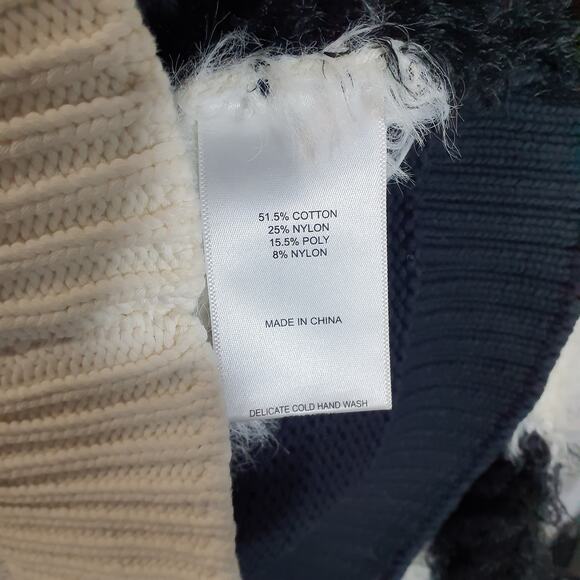 51.5% COTTON
25% NYLON
15.5% POLY
8% NYLON
MADE IN CHINA
DELICATE COLD HAND WASH